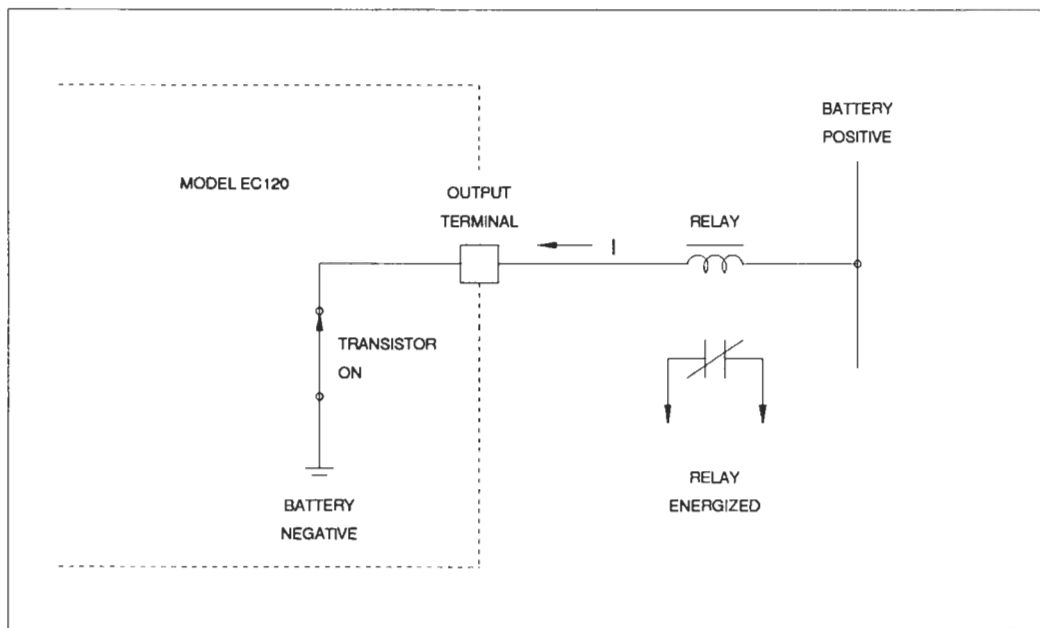 BATTERY
POSITIVE
MODEL EC120
OUTPUT
TERMINAL
RELAY
I
TRANSISTOR
ON
BATTERY
NEGATIVE
RELAY
ENERGIZED